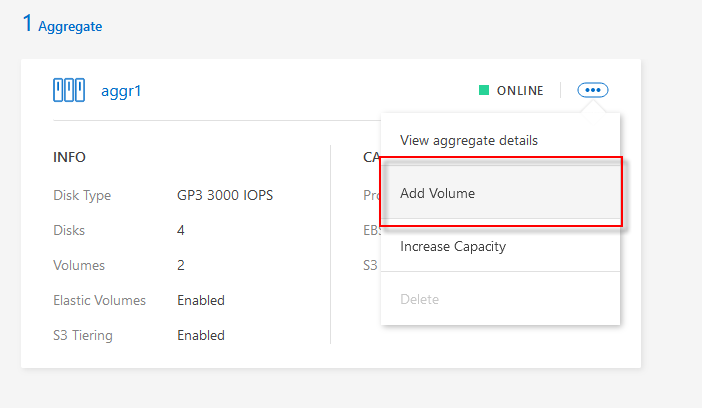 1 Aggregate
aggr1
ONLINE
View aggregate details
Add Volume
Increase Capacity
Delete
INFO
Disk Type GP3 3000 IOPS
Disks 4
Volumes 2
Elastic Volumes Enabled
S3 Tiering Enabled
CA
Pro
EB
S3